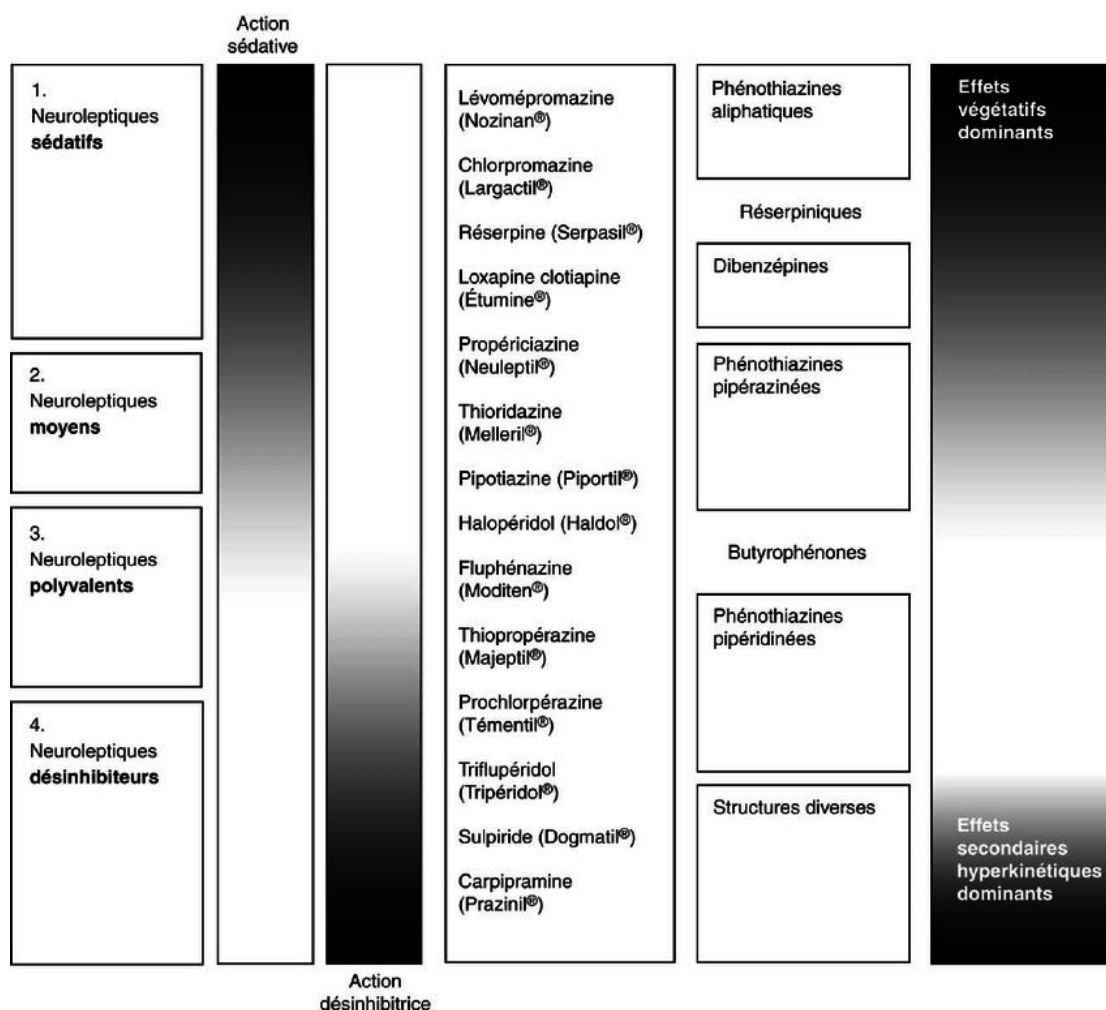 Action
sédative
1.
Neuroleptiques
sédatifs
2.
Neuroleptiques
moyens
3.
Neuroleptiques
polyvalents
4.
Neuroleptiques
désinhibiteurs
Action
désinhibitrice
Lévomépromazine
(Nozinan®)
Chlorpromazine
(Largactil®)
Réserpine (Serpasil®)
Loxapine clotiapine
(Étumine®)
Propériciazine
(Neuleptil®)
Thioridazine
(Melleril®)
Pipotiazine (Piportil®)
Halopéridol (Haldol®)
Fluphénazine
(Moditen®)
Thiopropérazine
(Majeptil®)
Prochlorpérazine
(Témentil®)
Triflupéridol
(Tripéridol®)
Sulpiride (Dogmatil®)
Carpipramine
(Prazinil®)
Phénothiazines
aliphatiques
Réserpiniques
Dibenzépines
Phénothiazines
pipérazinées
Butyrophénones
Phénothiazines
pipéridinées
Structures diverses
Effets
végétatifs
dominants
Effets
secondaires
hyperkinétiques
dominants